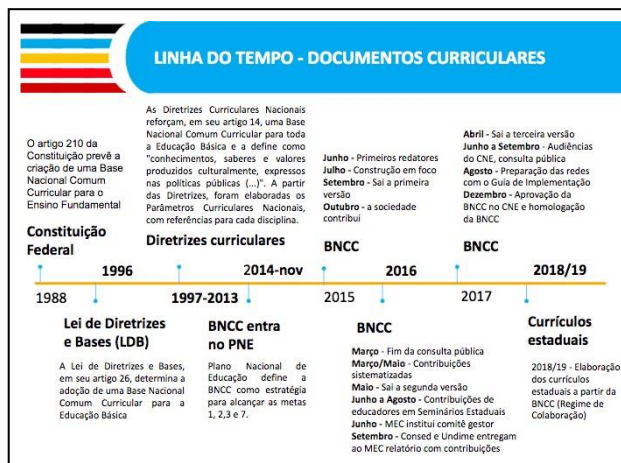 LINHA DO TEMPO - DOCUMENTOS CURRICULARES
O artigo 210 da
Constituição prevê a
criação de uma Base
Nacional Comum
Curricular para o
Ensino Fundamental
Constituição
Federal
As Diretrizes Curriculares Nacionais
reforçam, em seu artigo 14, uma Base
Nacional Comum Curricular para toda
a Educação Básica e a define como
"conhecimentos, saberes e valores
produzidos culturalmente, expressos
nas políticas públicas (...)". A partir
das Diretrizes, foram elaboradas os
Parâmetros Curriculares Nacionais,
com referências para cada disciplina.
Diretrizes curriculares
Junho - Primeiros redatores
Julho - Construção em foco
Setembro - Sai a primeira
versão
Outubro - a sociedade
contribui
BNCC
Abril - Sai a terceira versão
Junho a Setembro - Audiências
do CNE, consulta pública
Agosto - Preparação das redes
com o Guia de Implementação
Dezembro - Aprovação da
BNCC no CNE e homologação
da BNCC
BNCC
1996
2014-nov
2016
2018/19
1988
1997-2013
2015
2017
Lei de Diretrizes
e Bases (LDB)
A Lei de Diretrizes e Bases,
em seu artigo 26, determina a
adoção de uma Base Nacional
Comum Curricular para a
Educação Básica
BNCC entra
no PNE
Plano Nacional de
Educação define a
BNCC como estratégia
para alcançar as metas
1, 2,3 e 7.
BNCC
Março - Fim da consulta pública
Março/Maio - Contribuições
sistematizadas
Maio - Sai a segunda versão
Junho a Agosto - Contribuições de
educadores em Seminários Estaduais
Junho - MEC institui comitê gestor
Setembro - Consed e Undime entregam
ao MEC relatório com contribuições
Currículos
estaduais
2018/19 - Elaboração
dos currículos
estaduais a partir da
BNCC (Regime de
Colaboração)